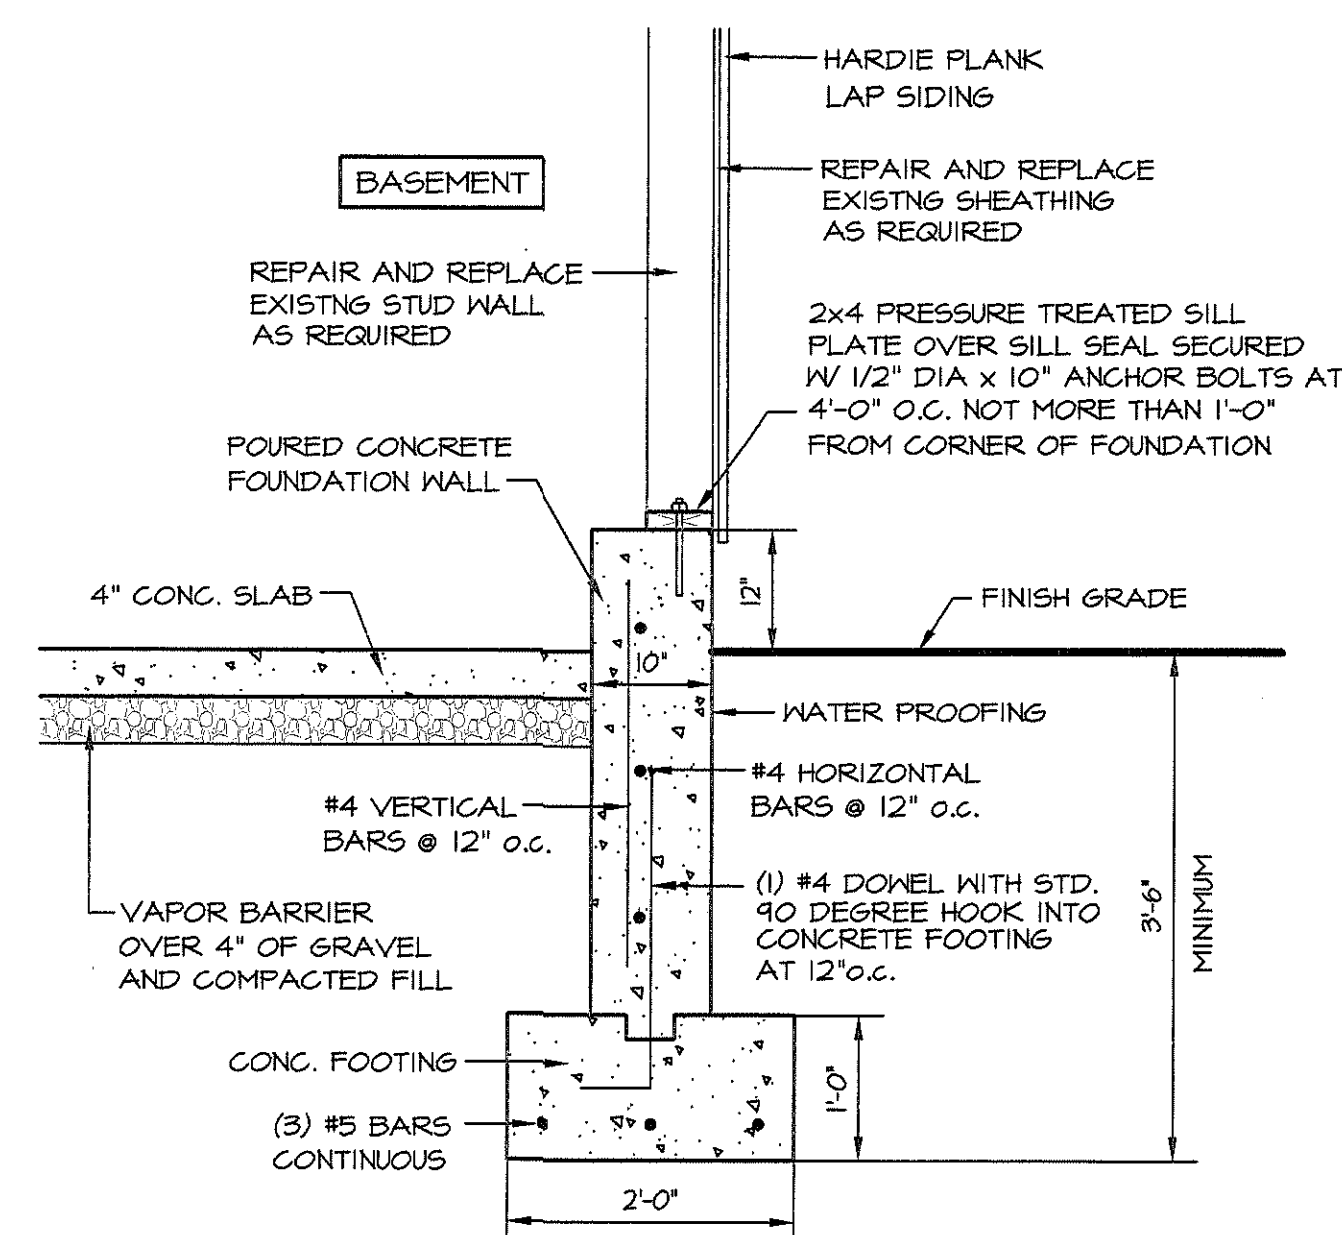 HARDIE PLANK
LAP SIDING
BASEMENT
REPAIR AND REPLACE
EXISTNG SHEATHING
AS REQUIRED
REPAIR AND REPLACE
EXISTNG STUD WALL
AS REQUIRED
2x4 PRESSURE TREATED SILL
PLATE OVER SILL SEAL SECURED
W/ 1/2" DIA x 10" ANCHOR BOLTS AT
4'-0" O.C. NOT MORE THAN 1'-0"
FROM CORNER OF FOUNDATION
POURED CONCRETE
FOUNDATION WALL
4" CONC. SLAB
12"
FINISH GRADE
10"
WATER PROOFING
#4 HORIZONTAL
BARS @ 12" o.c.
#4 VERTICAL
BARS @ 12" o.c.
(1) #4 DOWEL WITH STD.
90 DEGREE HOOK INTO
CONCRETE FOOTING
AT 12"o.c.
3'-6"
MINIMUM
VAPOR BARRIER
OVER 4" OF GRAVEL
AND COMPACTED FILL
CONC. FOOTING
1'-0"
(3) #5 BARS
CONTINUOUS
2'-0"